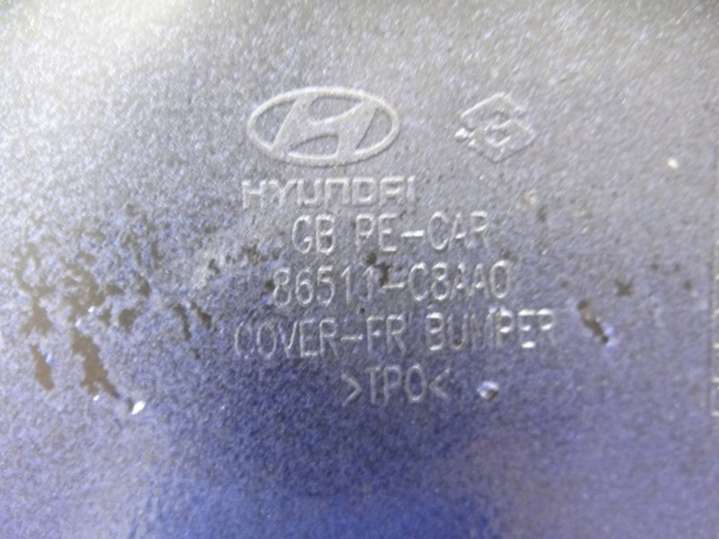 HYUNDAI
GB PE-CAR
86511-C8AA0
COVER-FR BUMPER
>TPO<